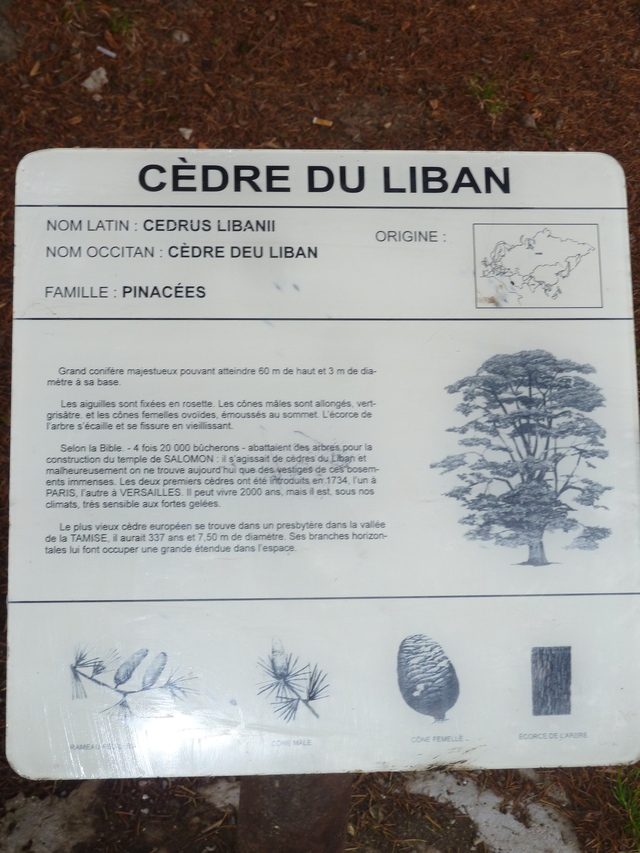 CÈDRE DU LIBAN
NOM LATIN : CEDRUS LIBANII
NOM OCCITAN : CÈDRE DEU LIBAN
ORIGINE :
FAMILLE : PINACÉES
Grand conifére majestueux pouvant atteindre 60 m de haut et 3 m de dia-
mètre à sa base.
Les aiguilles sont fixées en rosette. Les cônes mâles sont allongés, vert-
grisâtre. et les cônes femelles ovoïdes, émoussés au sommet. L'écorce de
l'arbre s'écaille et se fissure en vieillissant.
Selon la Bible. - 4 fois 20 000 bûcherons - abattaient des arbres pour la
construction du temple de SALOMON : il s'agissait de cèdres du Liban et
malheureusement on ne trouve aujourd'hui que des vestiges de ces bosem-
ents immenses. Les deux premiers cèdres ont été introduits en 1734, l'un à
PARIS, l'autre à VERSAILLES. Il peut vivre 2000 ans, mais il est, sous nos
climats, trés sensible aux fortes gelées.
Le plus vieux cèdre européen se trouve dans un presbytère dans la vallée
de la TAMISE, il aurait 337 ans et 7,50 m de diamètre. Ses branches horizon-
tales lui font occuper une grande étendue dans l'espace.
RAMEAU
CÔNE MÂLE
CÔNE FEMELLE
ÉCORCE DE L'ARBRE